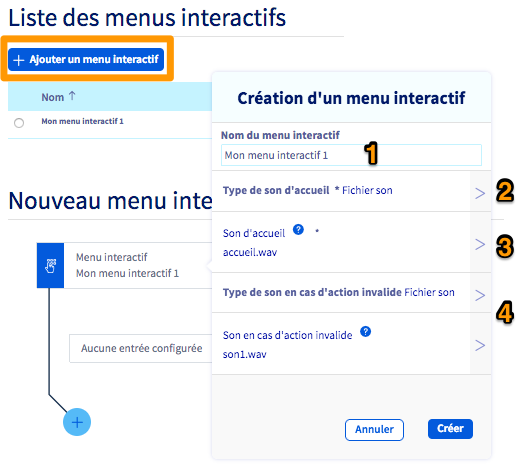 Liste des menus interactifs
+ Ajouter un menu interactif
Nom ↑
Mon menu interactif 1
Création d'un menu interactif
Nom du menu interactif
Mon menu interactif 1
1
Type de son d'accueil * Fichier son
2
Son d'accueil ? *
accueil.wav
3
Type de son en cas d'action invalide Fichier son
4
Son en cas d'action invalide ?
son1.wav
Annuler
Créer
Nouveau menu inte
Menu interactif
Mon menu interactif 1
Aucune entrée configurée
+